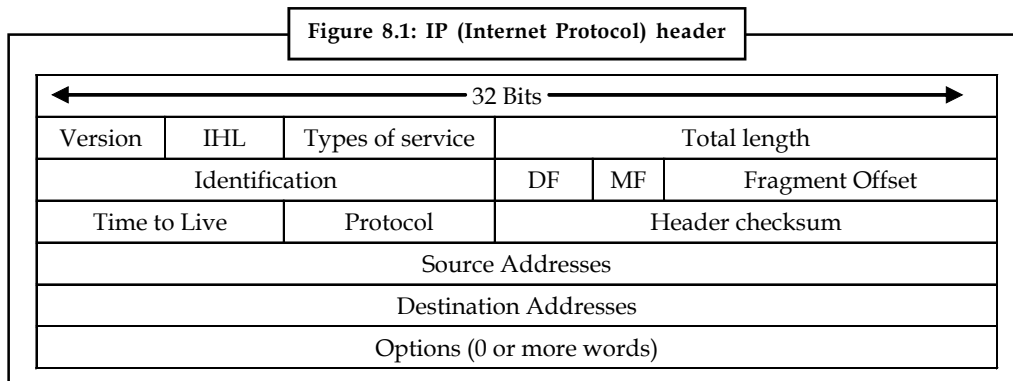 Figure 8.1: IP (Internet Protocol) header
32 Bits
Version IHL Types of service Total length
Identification DF MF Fragment Offset
Time to Live Protocol Header checksum
Source Addresses
Destination Addresses
Options (0 or more words)